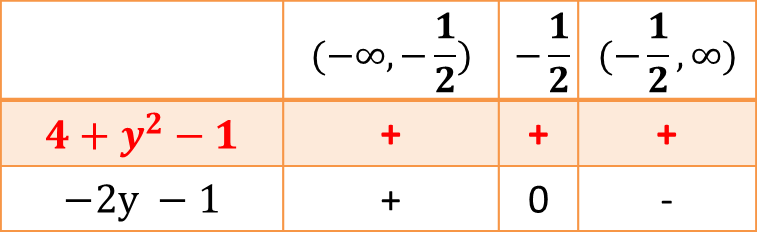 (−∞, −1/2) −1/2 (−1/2, ∞)
4 + y² − 1 + + +
−2y − 1 + 0 -